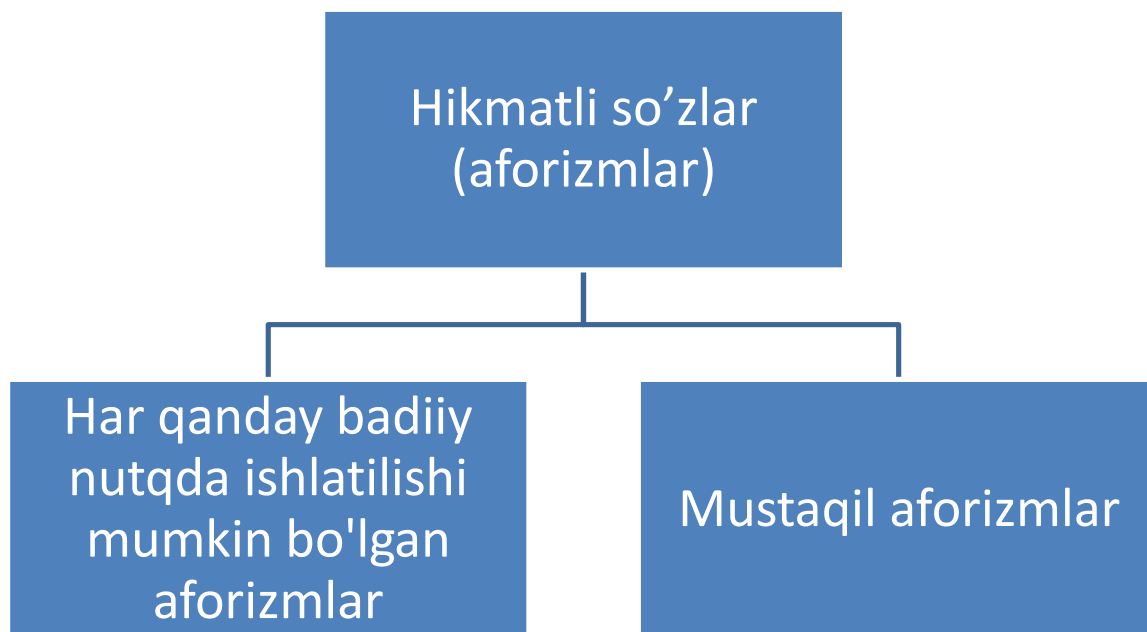 Hikmatli so’zlar
(aforizmlar)
Har qanday badiiy
nutqda ishlatilishi
mumkin bo'lgan
aforizmlar
Mustaqil aforizmlar